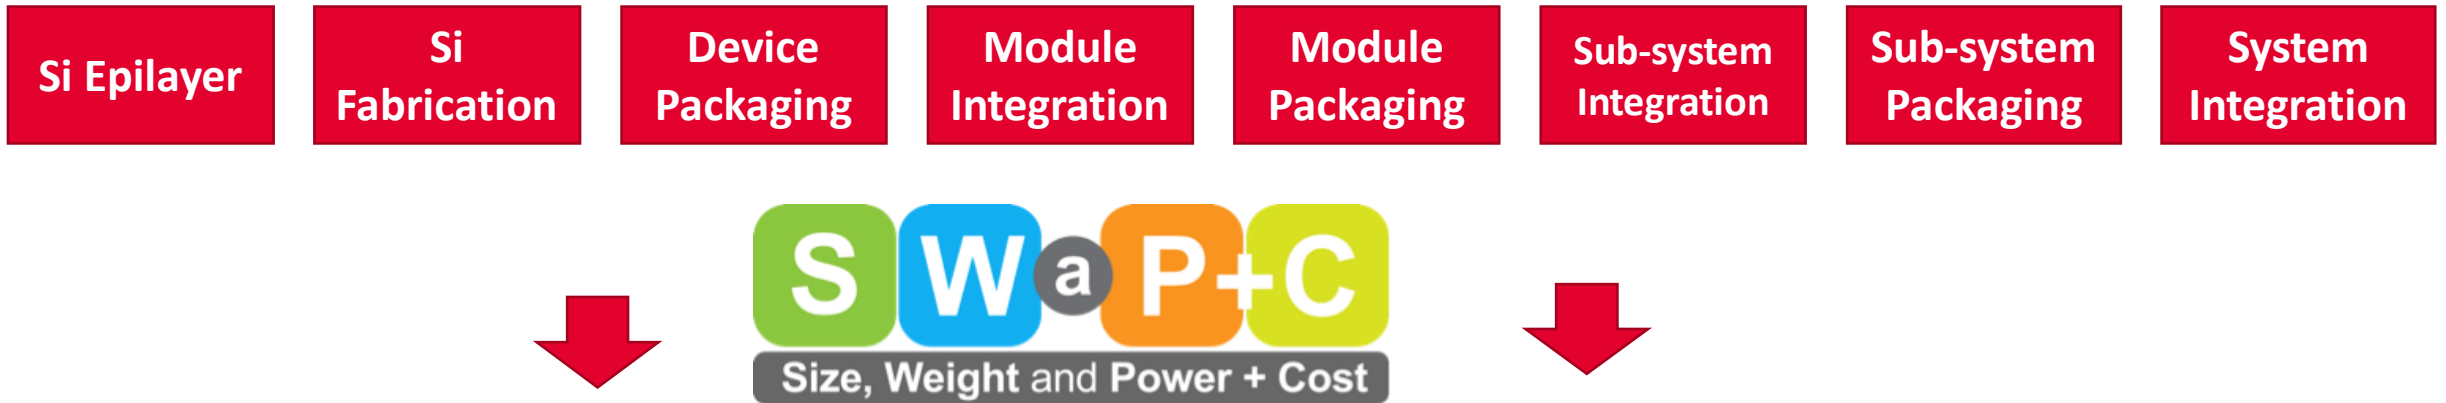 Si Epilayer
Si
Fabrication
Device
Packaging
Module
Integration
Module
Packaging
Sub-system
Integration
Sub-system
Packaging
System
Integration
SWaP+C
Size, Weight and Power + Cost